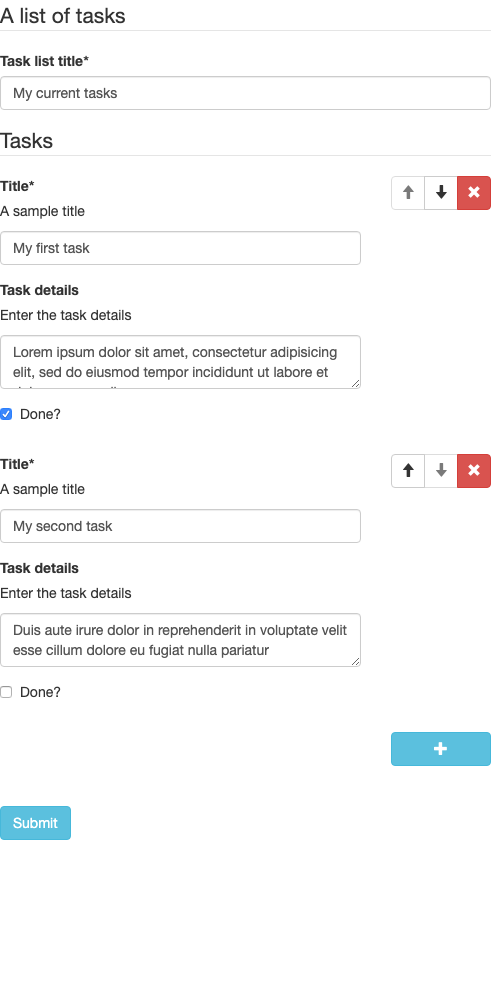 A list of tasks
Task list title*
My current tasks
Tasks
Title*
A sample title
My first task
Task details
Enter the task details
Lorem ipsum dolor sit amet, consectetur adipisicing
elit, sed do eiusmod tempor incididunt ut labore et
Done?
Title*
A sample title
My second task
Task details
Enter the task details
Duis aute irure dolor in reprehenderit in voluptate velit
esse cillum dolore eu fugiat nulla pariatur
Done?
Submit